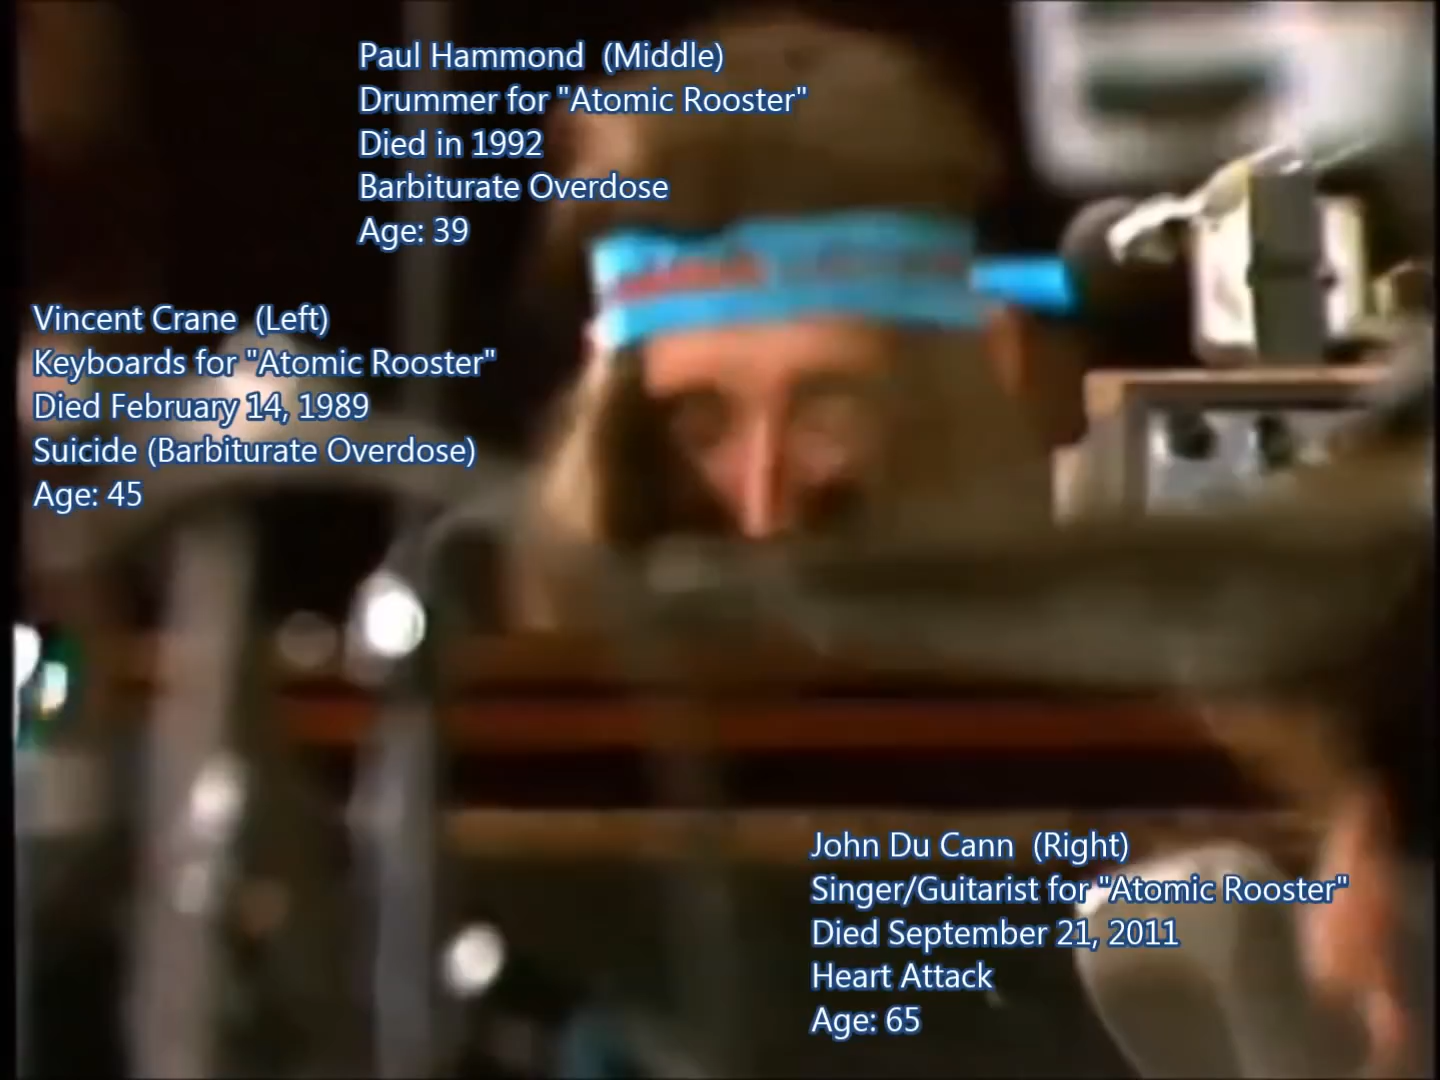 Paul Hammond (Middle)
Drummer for "Atomic Rooster"
Died in 1992
Barbiturate Overdose
Age: 39
Vincent Crane (Left)
Keyboards for "Atomic Rooster"
Died February 14, 1989
Suicide (Barbiturate Overdose)
Age: 45
John Du Cann (Right)
Singer/Guitarist for "Atomic Rooster"
Died September 21, 2011
Heart Attack
Age: 65